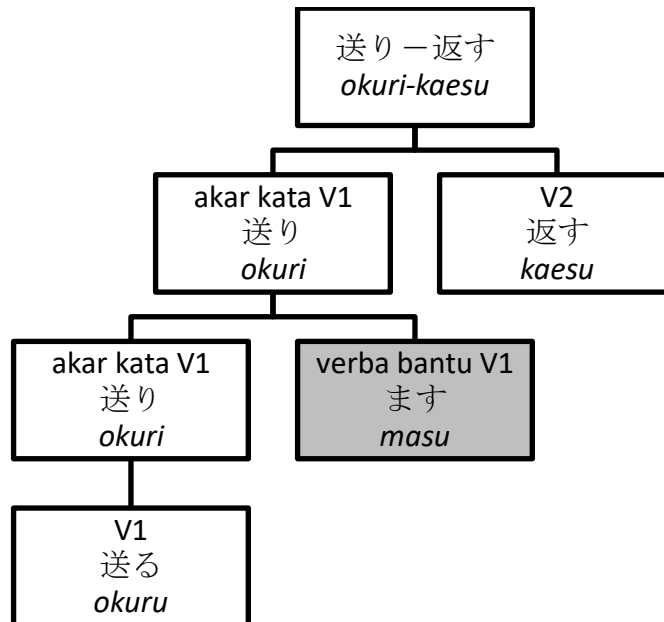 送り－返す
okuri-kaesu
akar kata V1
送り
okuri
V2
返す
kaesu
akar kata V1
送り
okuri
verba bantu V1
ます
masu
V1
送る
okuru